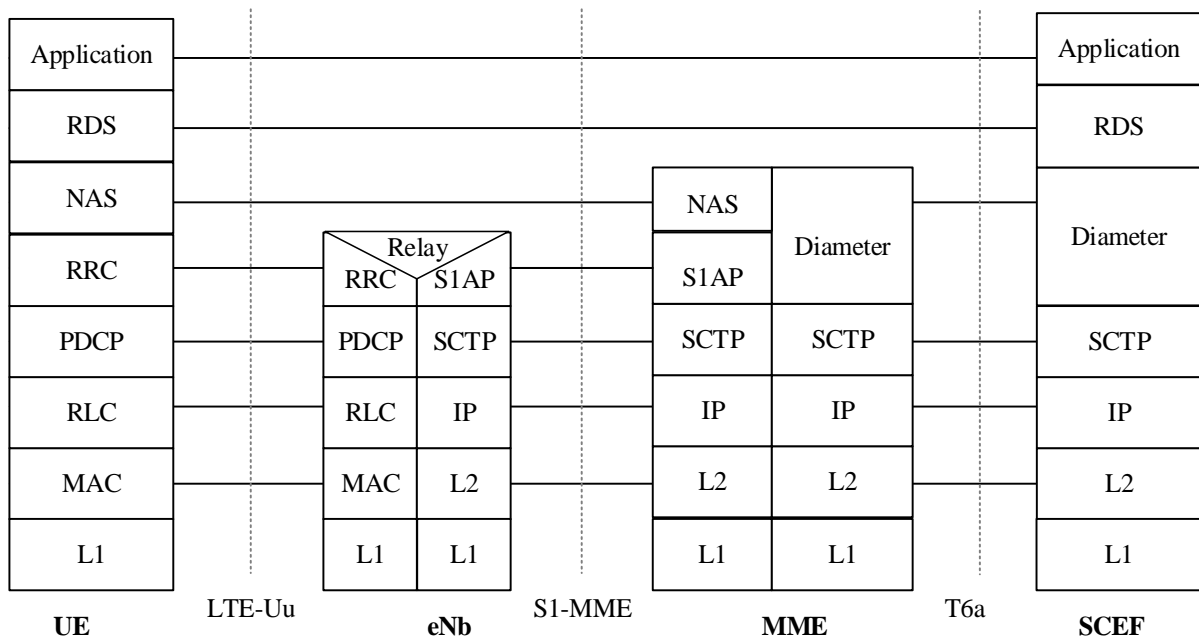 Application
Application
RDS
RDS
NAS
NAS
Diameter
Diameter
Relay
RRC
RRC
S1AP
S1AP
PDCP
PDCP
SCTP
SCTP
SCTP
SCTP
RLC
RLC
IP
IP
IP
IP
MAC
MAC
L2
L2
L2
L2
L1
L1
L1
L1
L1
L1
LTE-Uu
S1-MME
T6a
UE
eNb
MME
SCEF